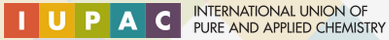 IUPAC
INTERNATIONAL UNION OF
PURE AND APPLIED CHEMISTRY